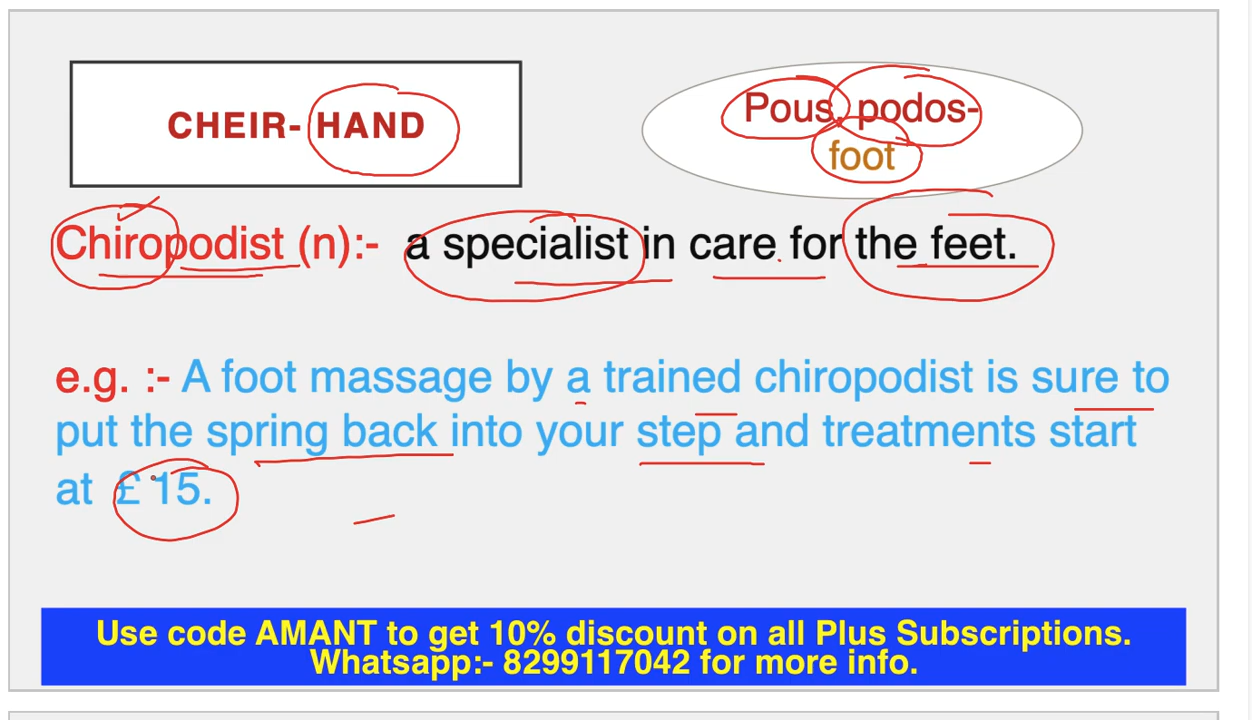 CHEIR- HAND
Pous, podos-
foot
Chiropodist (n):- a specialist in care for the feet.
e.g. :- A foot massage by a trained chiropodist is sure to
put the spring back into your step and treatments start
at £15.
Use code AMANT to get 10% discount on all Plus Subscriptions.
Whatsapp:- 8299117042 for more info.